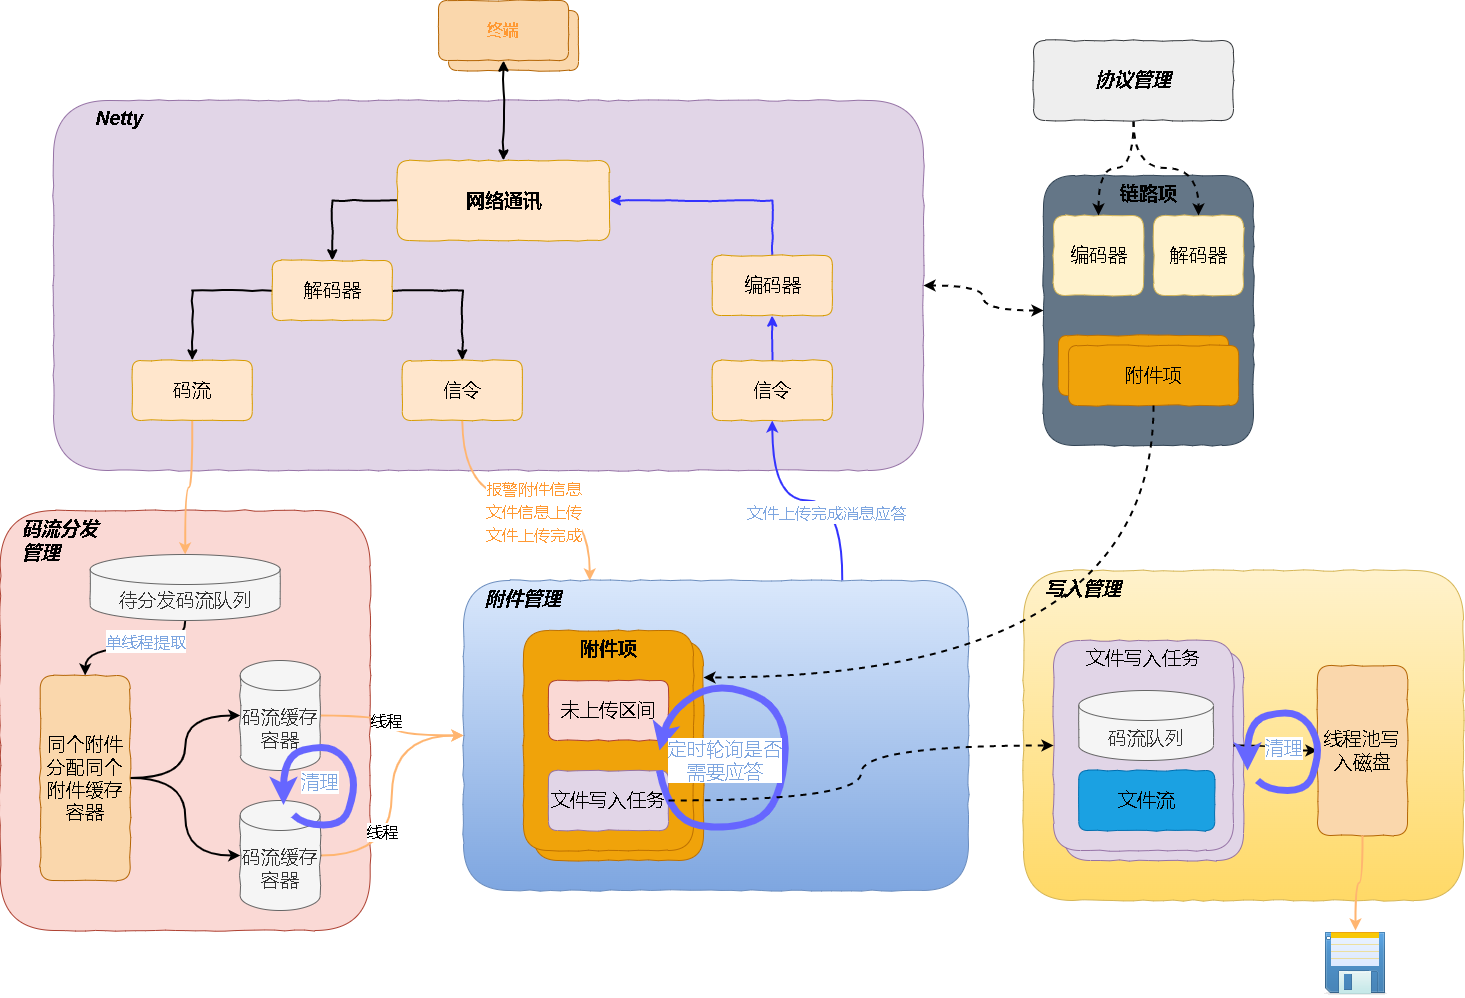 终端
协议管理
Netty
网络通讯
链路项
编码器
解码器
编码器
解码器
附件项
码流
信令
信令
报警附件信息
文件信息上传
文件上传完成
文件上传完成消息应答
码流分发
管理
待分发码流队列
单线程提取
同个附件
分配同个
附件缓存
容器
码流缓存
容器
清理
码流缓存
容器
线程
线程
附件管理
附件项
未上传区间
定时轮询是否
需要应答
文件写入任务
写入管理
文件写入任务
码流队列
文件流
清理
线程池写
入磁盘